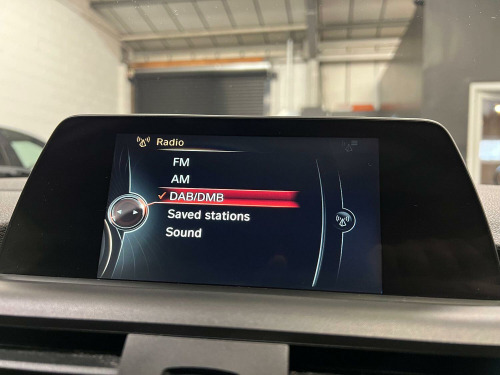 Radio
FM
AM
DAB/DMB
Saved stations
Sound